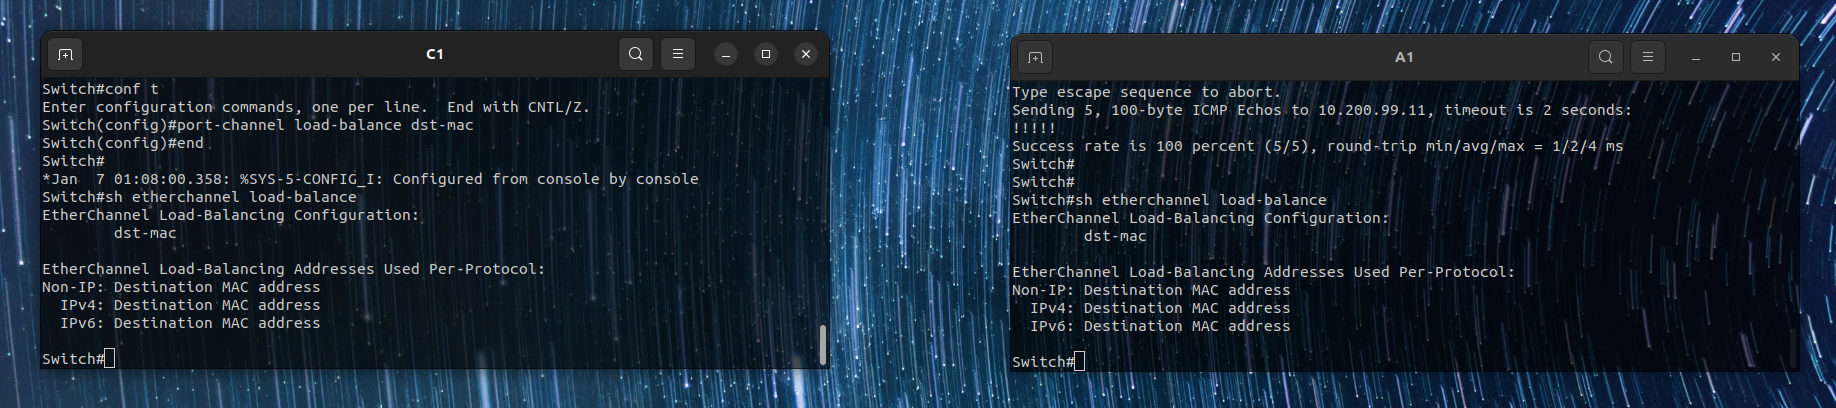 C1
Switch#conf t
Enter configuration commands, one per line.  End with CNTL/Z.
Switch(config)#port-channel load-balance dst-mac
Switch(config)#end
Switch#
*Jan  7 01:08:00.358: %SYS-5-CONFIG_I: Configured from console by console
Switch#sh etherchannel load-balance
EtherChannel Load-Balancing Configuration:
        dst-mac
EtherChannel Load-Balancing Addresses Used Per-Protocol:
Non-IP: Destination MAC address
  IPv4: Destination MAC address
  IPv6: Destination MAC address
Switch#
A1
Type escape sequence to abort.
Sending 5, 100-byte ICMP Echos to 10.200.99.11, timeout is 2 seconds:
!!!!!
Success rate is 100 percent (5/5), round-trip min/avg/max = 1/2/4 ms
Switch#
Switch#
Switch#sh etherchannel load-balance
EtherChannel Load-Balancing Configuration:
        dst-mac
EtherChannel Load-Balancing Addresses Used Per-Protocol:
Non-IP: Destination MAC address
  IPv4: Destination MAC address
  IPv6: Destination MAC address
Switch#